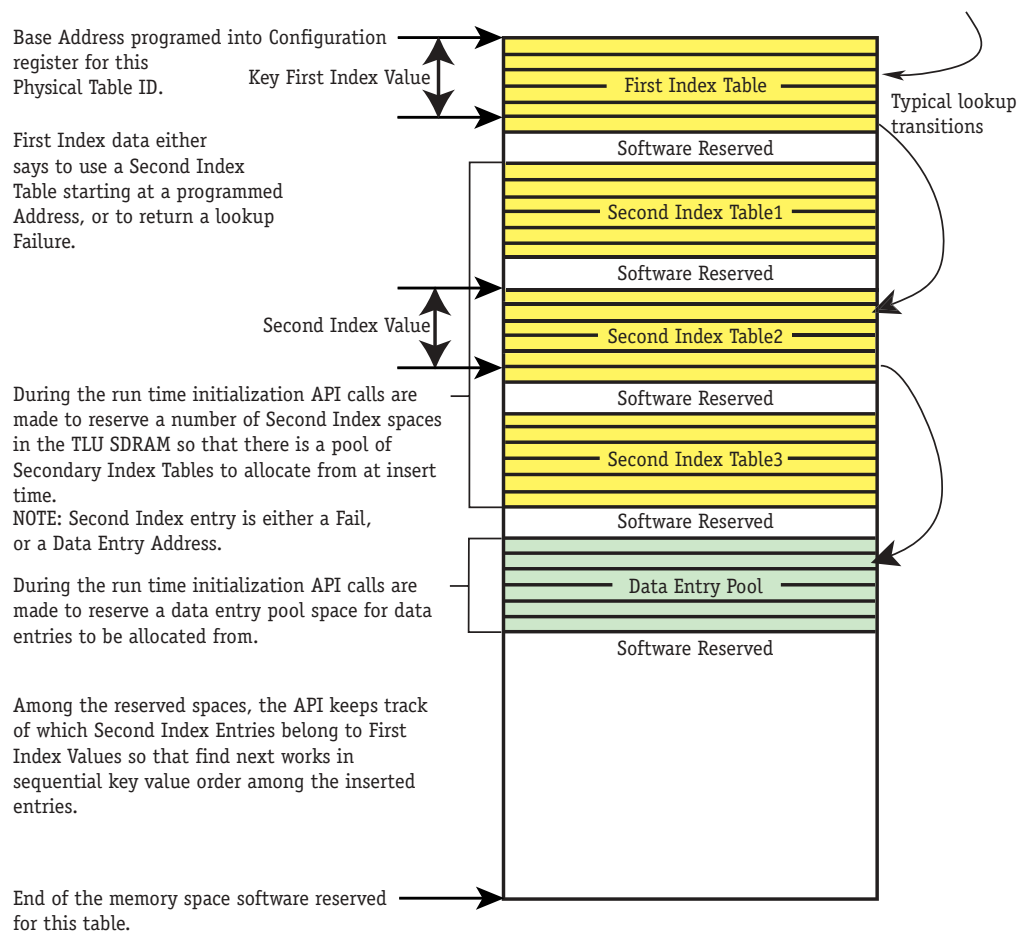 Base Address programed into Configuration
register for this
Physical Table ID.
Key First Index Value
First Index Table
Typical lookup
transitions
First Index data either
says to use a Second Index
Table starting at a programmed
Address, or to return a lookup
Failure.
Software Reserved
Second Index Table1
Software Reserved
Second Index Value
Second Index Table2
During the run time initialization API calls are
made to reserve a number of Second Index spaces
in the TLU SDRAM so that there is a pool of
Secondary Index Tables to allocate from at insert
time.
NOTE: Second Index entry is either a Fail,
or a Data Entry Address.
Software Reserved
Second Index Table3
Software Reserved
During the run time initialization API calls are
made to reserve a data entry pool space for data
entries to be allocated from.
Data Entry Pool
Software Reserved
Among the reserved spaces, the API keeps track
of which Second Index Entries belong to First
Index Values so that find next works in
sequential key value order among the inserted
entries.
End of the memory space software reserved
for this table.